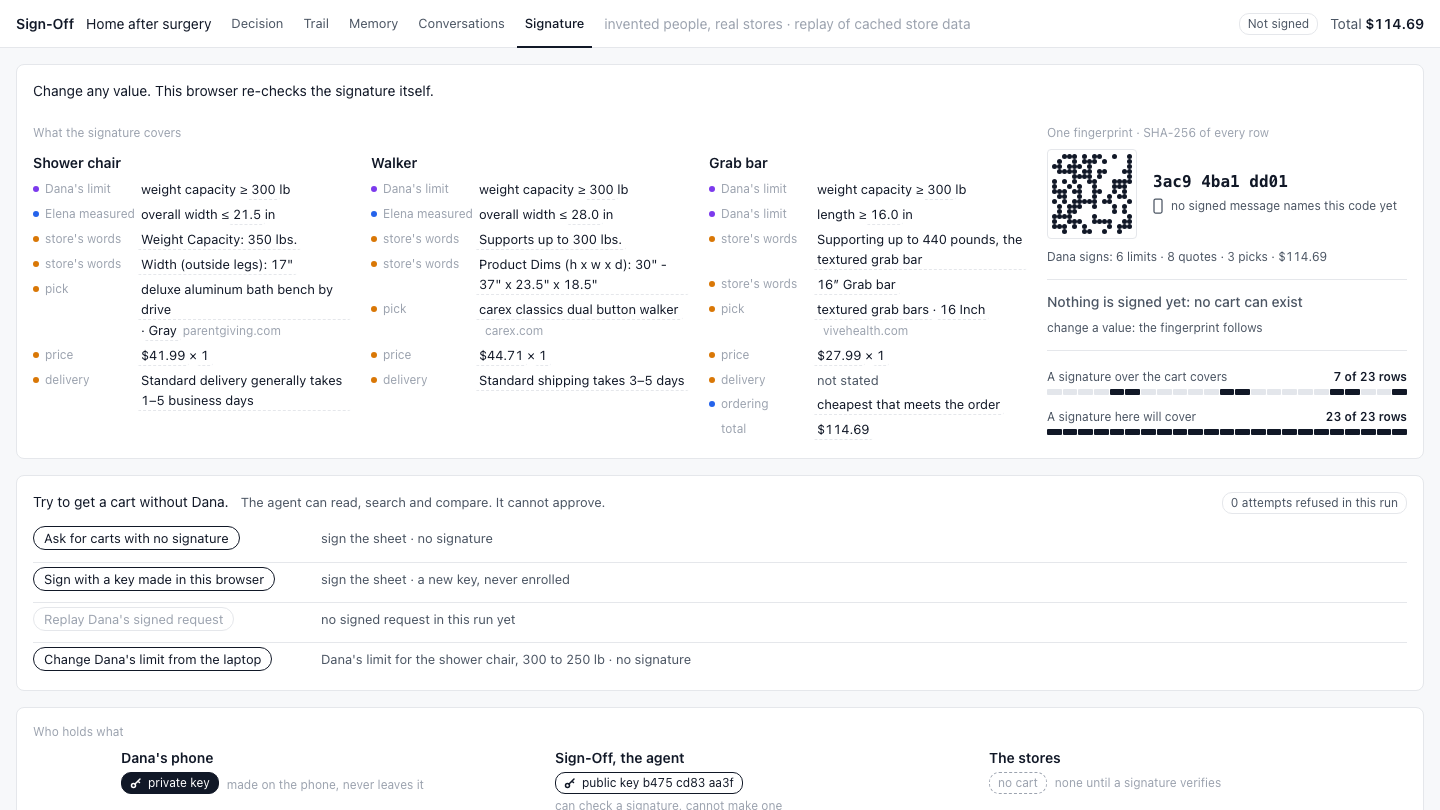 Sign-Off Home after surgery Decision Trail Memory Conversations Signature invented people, real stores · replay of cached store data Not signed Total $114.69
Change any value. This browser re-checks the signature itself.
What the signature covers
Shower chair
Dana's limit weight capacity ≥ 300 lb
Elena measured overall width ≤ 21.5 in
store's words Weight Capacity: 350 lbs.
store's words Width (outside legs): 17"
pick deluxe aluminum bath bench by
drive
· Gray parentgiving.com
price $41.99 × 1
delivery Standard delivery generally takes
1–5 business days
Walker
Dana's limit weight capacity ≥ 300 lb
Elena measured overall width ≤ 28.0 in
store's words Supports up to 300 lbs.
store's words Product Dims (h x w x d): 30" -
37" x 23.5" x 18.5"
pick carex classics dual button walker
carex.com
price $44.71 × 1
delivery Standard shipping takes 3–5 days
Grab bar
Dana's limit weight capacity ≥ 300 lb
Dana's limit length ≥ 16.0 in
store's words Supporting up to 440 pounds, the
textured grab bar
store's words 16″ Grab bar
pick textured grab bars · 16 Inch
vivehealth.com
price $27.99 × 1
delivery not stated
ordering cheapest that meets the order
total $114.69
One fingerprint · SHA-256 of every row
3ac9 4ba1 dd01
no signed message names this code yet
Dana signs: 6 limits · 8 quotes · 3 picks · $114.69
Nothing is signed yet: no cart can exist
change a value: the fingerprint follows
A signature over the cart covers 7 of 23 rows
A signature here will cover 23 of 23 rows
Try to get a cart without Dana. The agent can read, search and compare. It cannot approve. 0 attempts refused in this run
Ask for carts with no signature sign the sheet · no signature
Sign with a key made in this browser sign the sheet · a new key, never enrolled
Replay Dana's signed request no signed request in this run yet
Change Dana's limit from the laptop Dana's limit for the shower chair, 300 to 250 lb · no signature
Who holds what
Dana's phone
private key made on the phone, never leaves it
Sign-Off, the agent
public key b475 cd83 aa3f
can check a signature, cannot make one
The stores
no cart none until a signature verifies